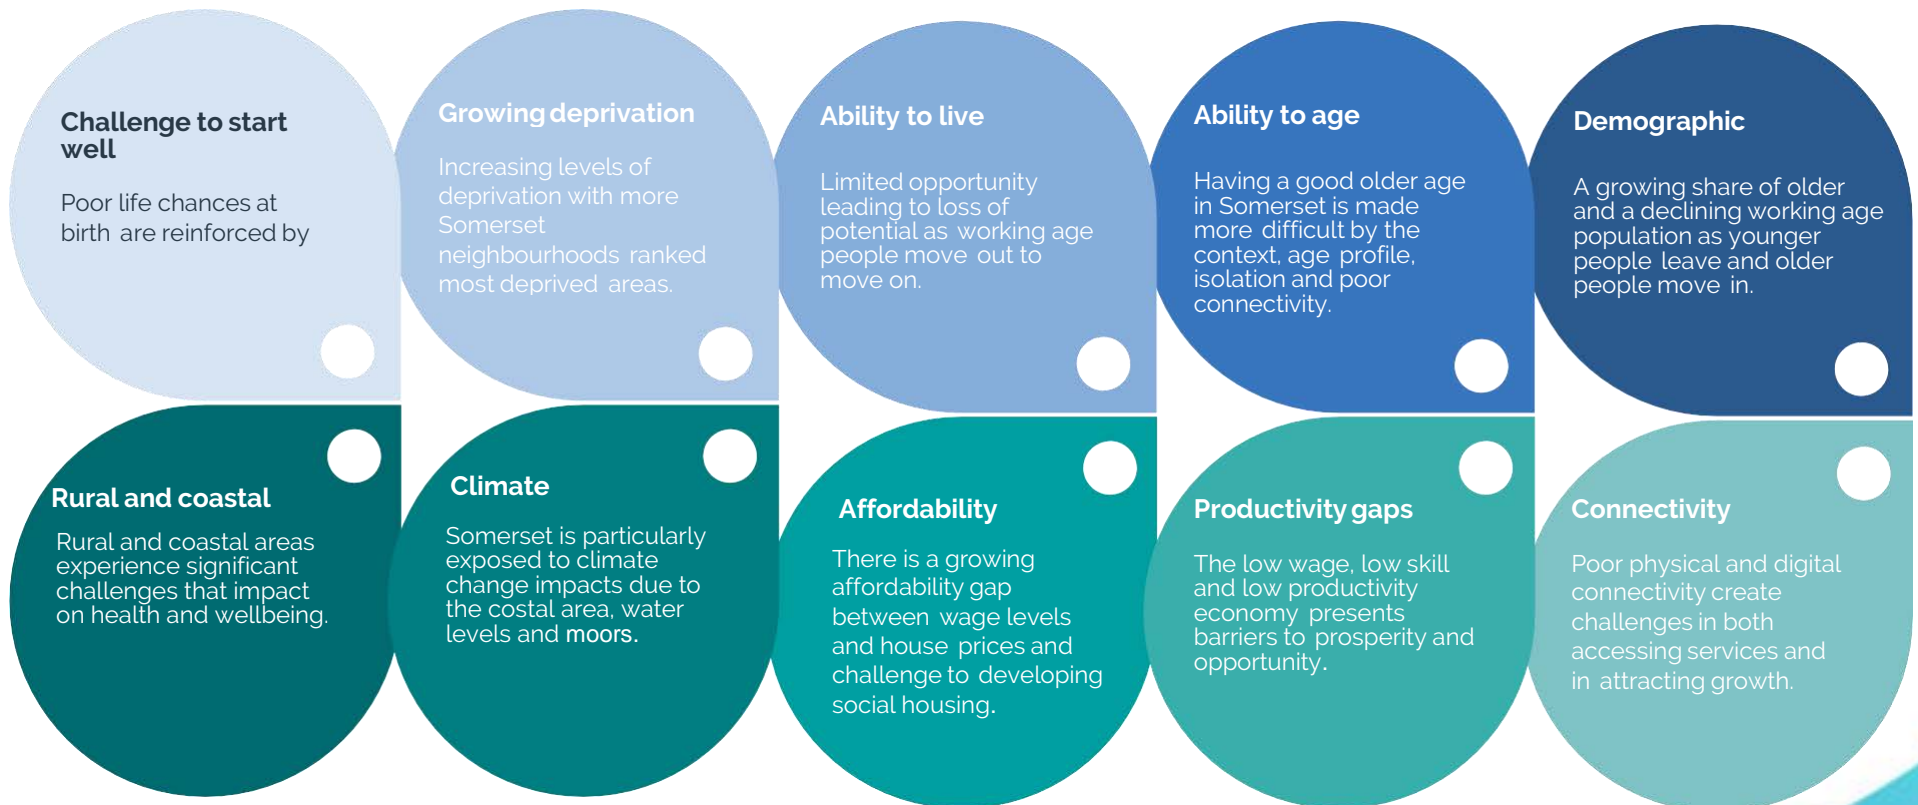 Challenge to start
well
Poor life chances at
birth are reinforced by
Growing deprivation
Increasing levels of
deprivation with more
Somerset
neighbourhoods ranked
most deprived areas.
Ability to live
Limited opportunity
leading to loss of
potential as working age
people move out to
move on.
Ability to age
Having a good older age
in Somerset is made
more difficult by the
context, age profile,
isolation and poor
connectivity.
Demographic
A growing share of older
and a declining working age
population as younger
people leave and older
people move in.
Rural and coastal
Rural and coastal areas
experience significant
challenges that impact
on health and wellbeing.
Climate
Somerset is particularly
exposed to climate
change impacts due to
the costal area, water
levels and moors.
Affordability
There is a growing
affordability gap
between wage levels
and house prices and
challenge to developing
social housing.
Productivity gaps
The low wage, low skill
and low productivity
economy presents
barriers to prosperity and
opportunity.
Connectivity
Poor physical and digital
connectivity create
challenges in both
accessing services and
in attracting growth.